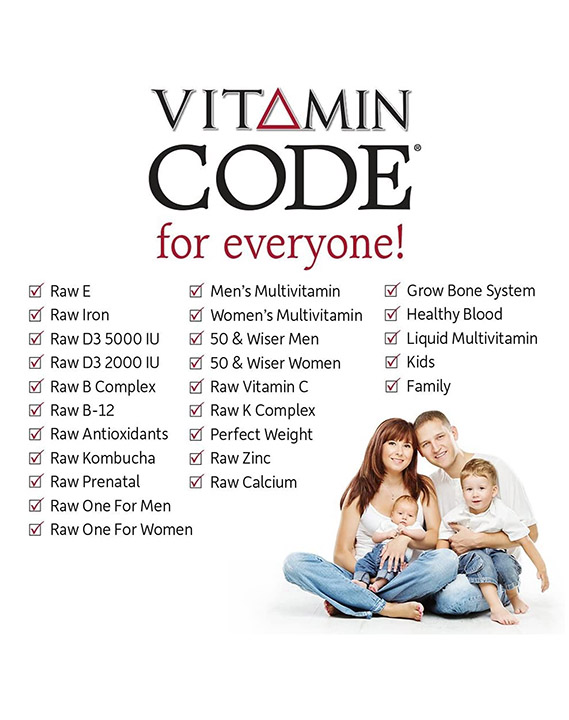 VITAMIN
CODE®
for everyone!
Raw E
Raw Iron
Raw D3 5000 IU
Raw D3 2000 IU
Raw B Complex
Raw B-12
Raw Antioxidants
Raw Kombucha
Raw Prenatal
Raw One For Men
Raw One For Women
Men's Multivitamin
Women's Multivitamin
50 & Wiser Men
50 & Wiser Women
Raw Vitamin C
Raw K Complex
Perfect Weight
Raw Zinc
Raw Calcium
Grow Bone System
Healthy Blood
Liquid Multivitamin
Kids
Family